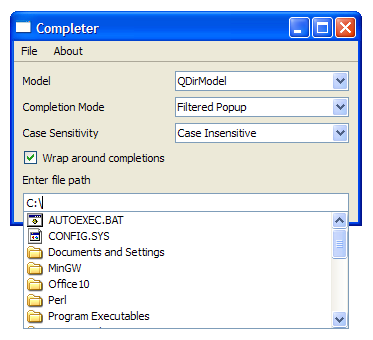 Completer
File About
Model QDirModel
Completion Mode Filtered Popup
Case Sensitivity Case Insensitive
Wrap around completions
Enter file path
C:\
AUTOEXEC.BAT
CONFIG.SYS
Documents and Settings
MinGW
Office10
Perl
Program Executables